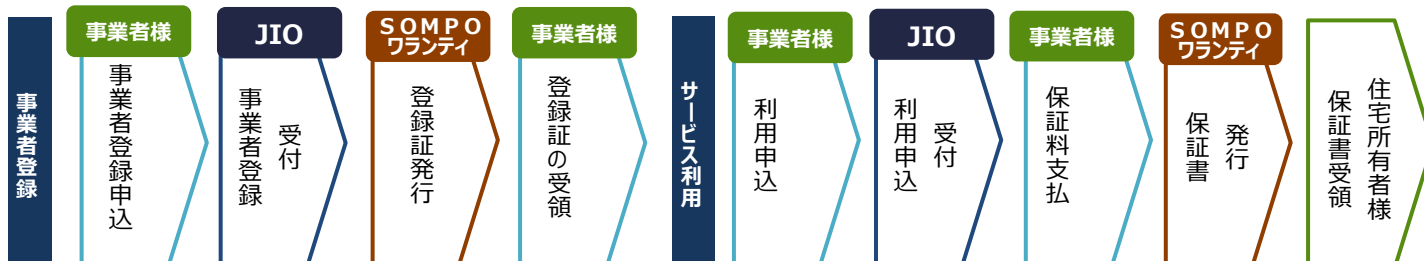 事業者登録
事業者様
事業者登録申込
JIO
事業者登録
受付
SOMPO
ワランティ
登録証発行
事業者様
登録証の受領
サービス利用
事業者様
利用申込
JIO
利用申込
受付
事業者様
保証料支払
SOMPO
ワランティ
保証書
発行
住宅所有者様
保証書受領